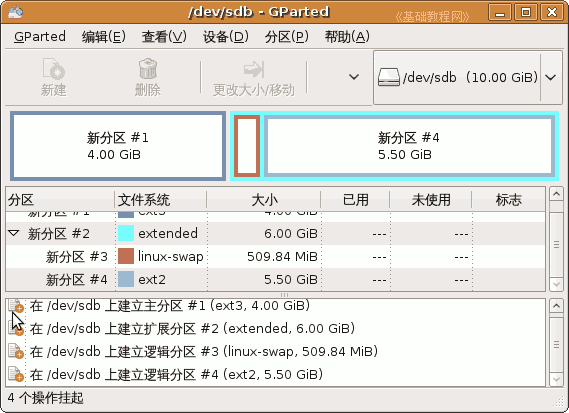 /dev/sdb - GParted
《基础教程网》
GParted 编辑(E) 查看(V) 设备(D) 分区(P) 帮助(A)
新建 删除 更改大小/移动 /dev/sdb (10.00 GiB)
新分区 #1
4.00 GiB
新分区 #4
5.50 GiB
分区 文件系统 大小 已用 未使用 标志
新分区 #1 ext3 4.00 GiB --- ---
新分区 #2 extended 6.00 GiB --- ---
新分区 #3 linux-swap 509.84 MiB --- ---
新分区 #4 ext2 5.50 GiB --- ---
在 /dev/sdb 上建立主分区 #1 (ext3, 4.00 GiB)
在 /dev/sdb 上建立扩展分区 #2 (extended, 6.00 GiB)
在 /dev/sdb 上建立逻辑分区 #3 (linux-swap, 509.84 MiB)
在 /dev/sdb 上建立逻辑分区 #4 (ext2, 5.50 GiB)
4 个操作挂起